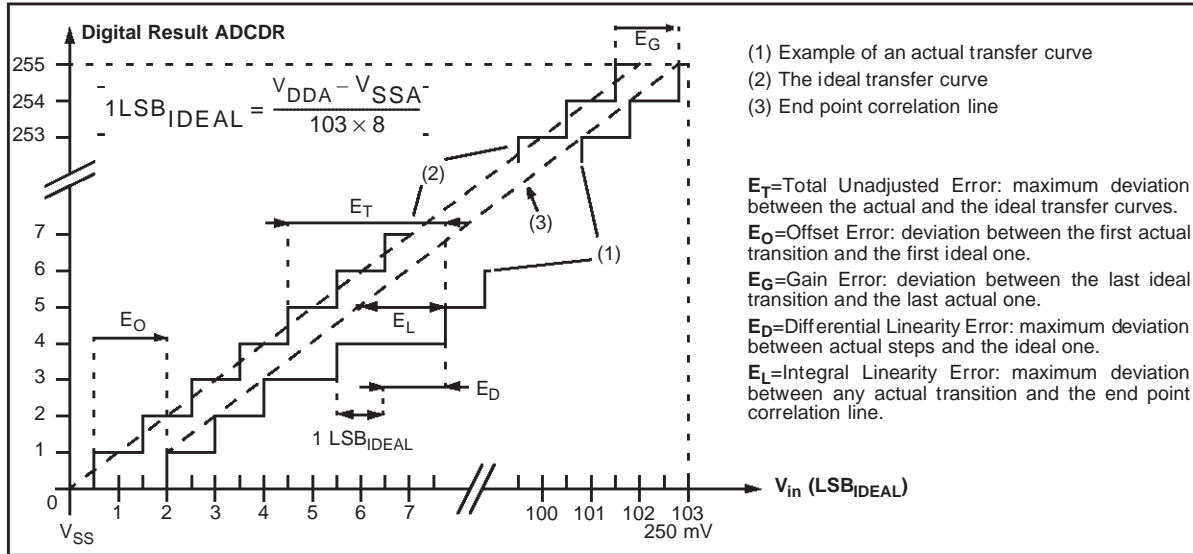 Digital Result ADCDR
E_G
255
254
253
1LSB_IDEAL = V_DDA – V_SSA / 103 × 8
(2)
E_T
(3)
(1)
7
6
5
4
3
2
1
0
E_O
E_L
E_D
1 LSB_IDEAL
1 2 3 4 5 6 7 100 101 102 103
V_SS
250 mV
V_in (LSB_IDEAL)
(1) Example of an actual transfer curve
(2) The ideal transfer curve
(3) End point correlation line
E_T=Total Unadjusted Error: maximum deviation
between the actual and the ideal transfer curves.
E_O=Offset Error: deviation between the first actual
transition and the first ideal one.
E_G=Gain Error: deviation between the last ideal
transition and the last actual one.
E_D=Differential Linearity Error: maximum deviation
between actual steps and the ideal one.
E_L=Integral Linearity Error: maximum deviation
between any actual transition and the end point
correlation line.